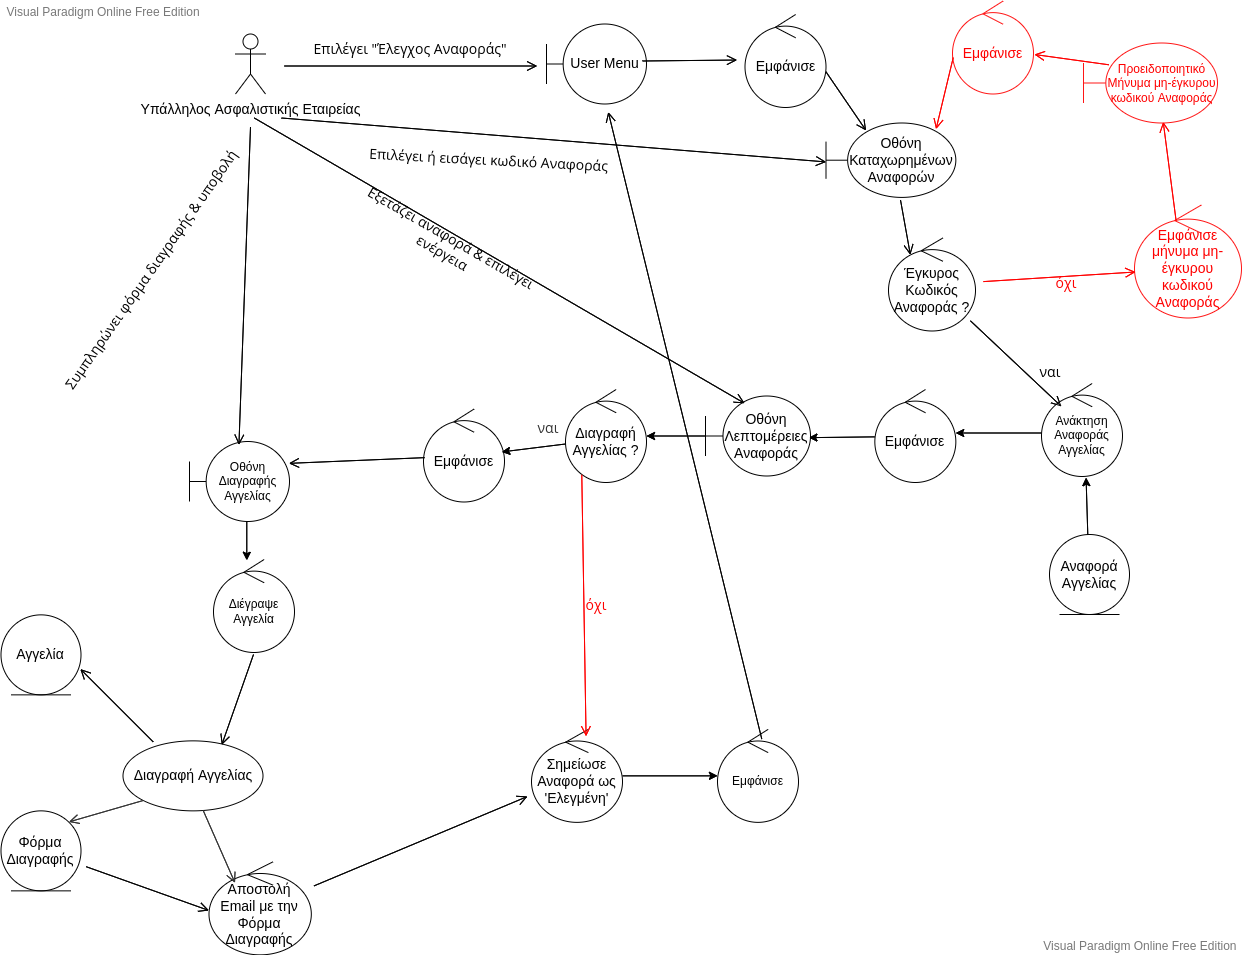 Visual Paradigm Online Free Edition
Επιλέγει "Έλεγχος Αναφοράς"
User Menu
Εμφάνισε
Εμφάνισε
Προειδοποιητικό
Μήνυμα μη-έγκυρου
κωδικού Αναφοράς
Υπάλληλος Ασφαλιστικής Εταιρείας
Επιλέγει ή εισάγει κωδικό Αναφοράς
Οθόνη
Καταχωρημένων
Αναφορών
Συμπληρώνει φόρμα διαγραφής & υποβολή
Εξετάζει αναφορά & επιλέγει
ενέργεια
Έγκυρος
Κωδικός
Αναφοράς ?
όχι
Εμφάνισε
μήνυμα μη-
έγκυρου
κωδικού
Αναφοράς
ναι
Ανάκτηση
Αναφοράς
Αγγελίας
Εμφάνισε
Οθόνη
Λεπτομέρειες
Αναφοράς
Διαγραφή
Αγγελίας ?
ναι
Εμφάνισε
Οθόνη
Διαγραφής
Αγγελίας
Αναφορά
Αγγελίας
Διέγραψε
Αγγελία
όχι
Αγγελία
Διαγραφή Αγγελίας
Σημείωσε
Αναφορά ως
'Ελεγμένη'
Εμφάνισε
Φόρμα
Διαγραφής
Αποστολή
Email με την
Φόρμα
Διαγραφής
Visual Paradigm Online Free Edition